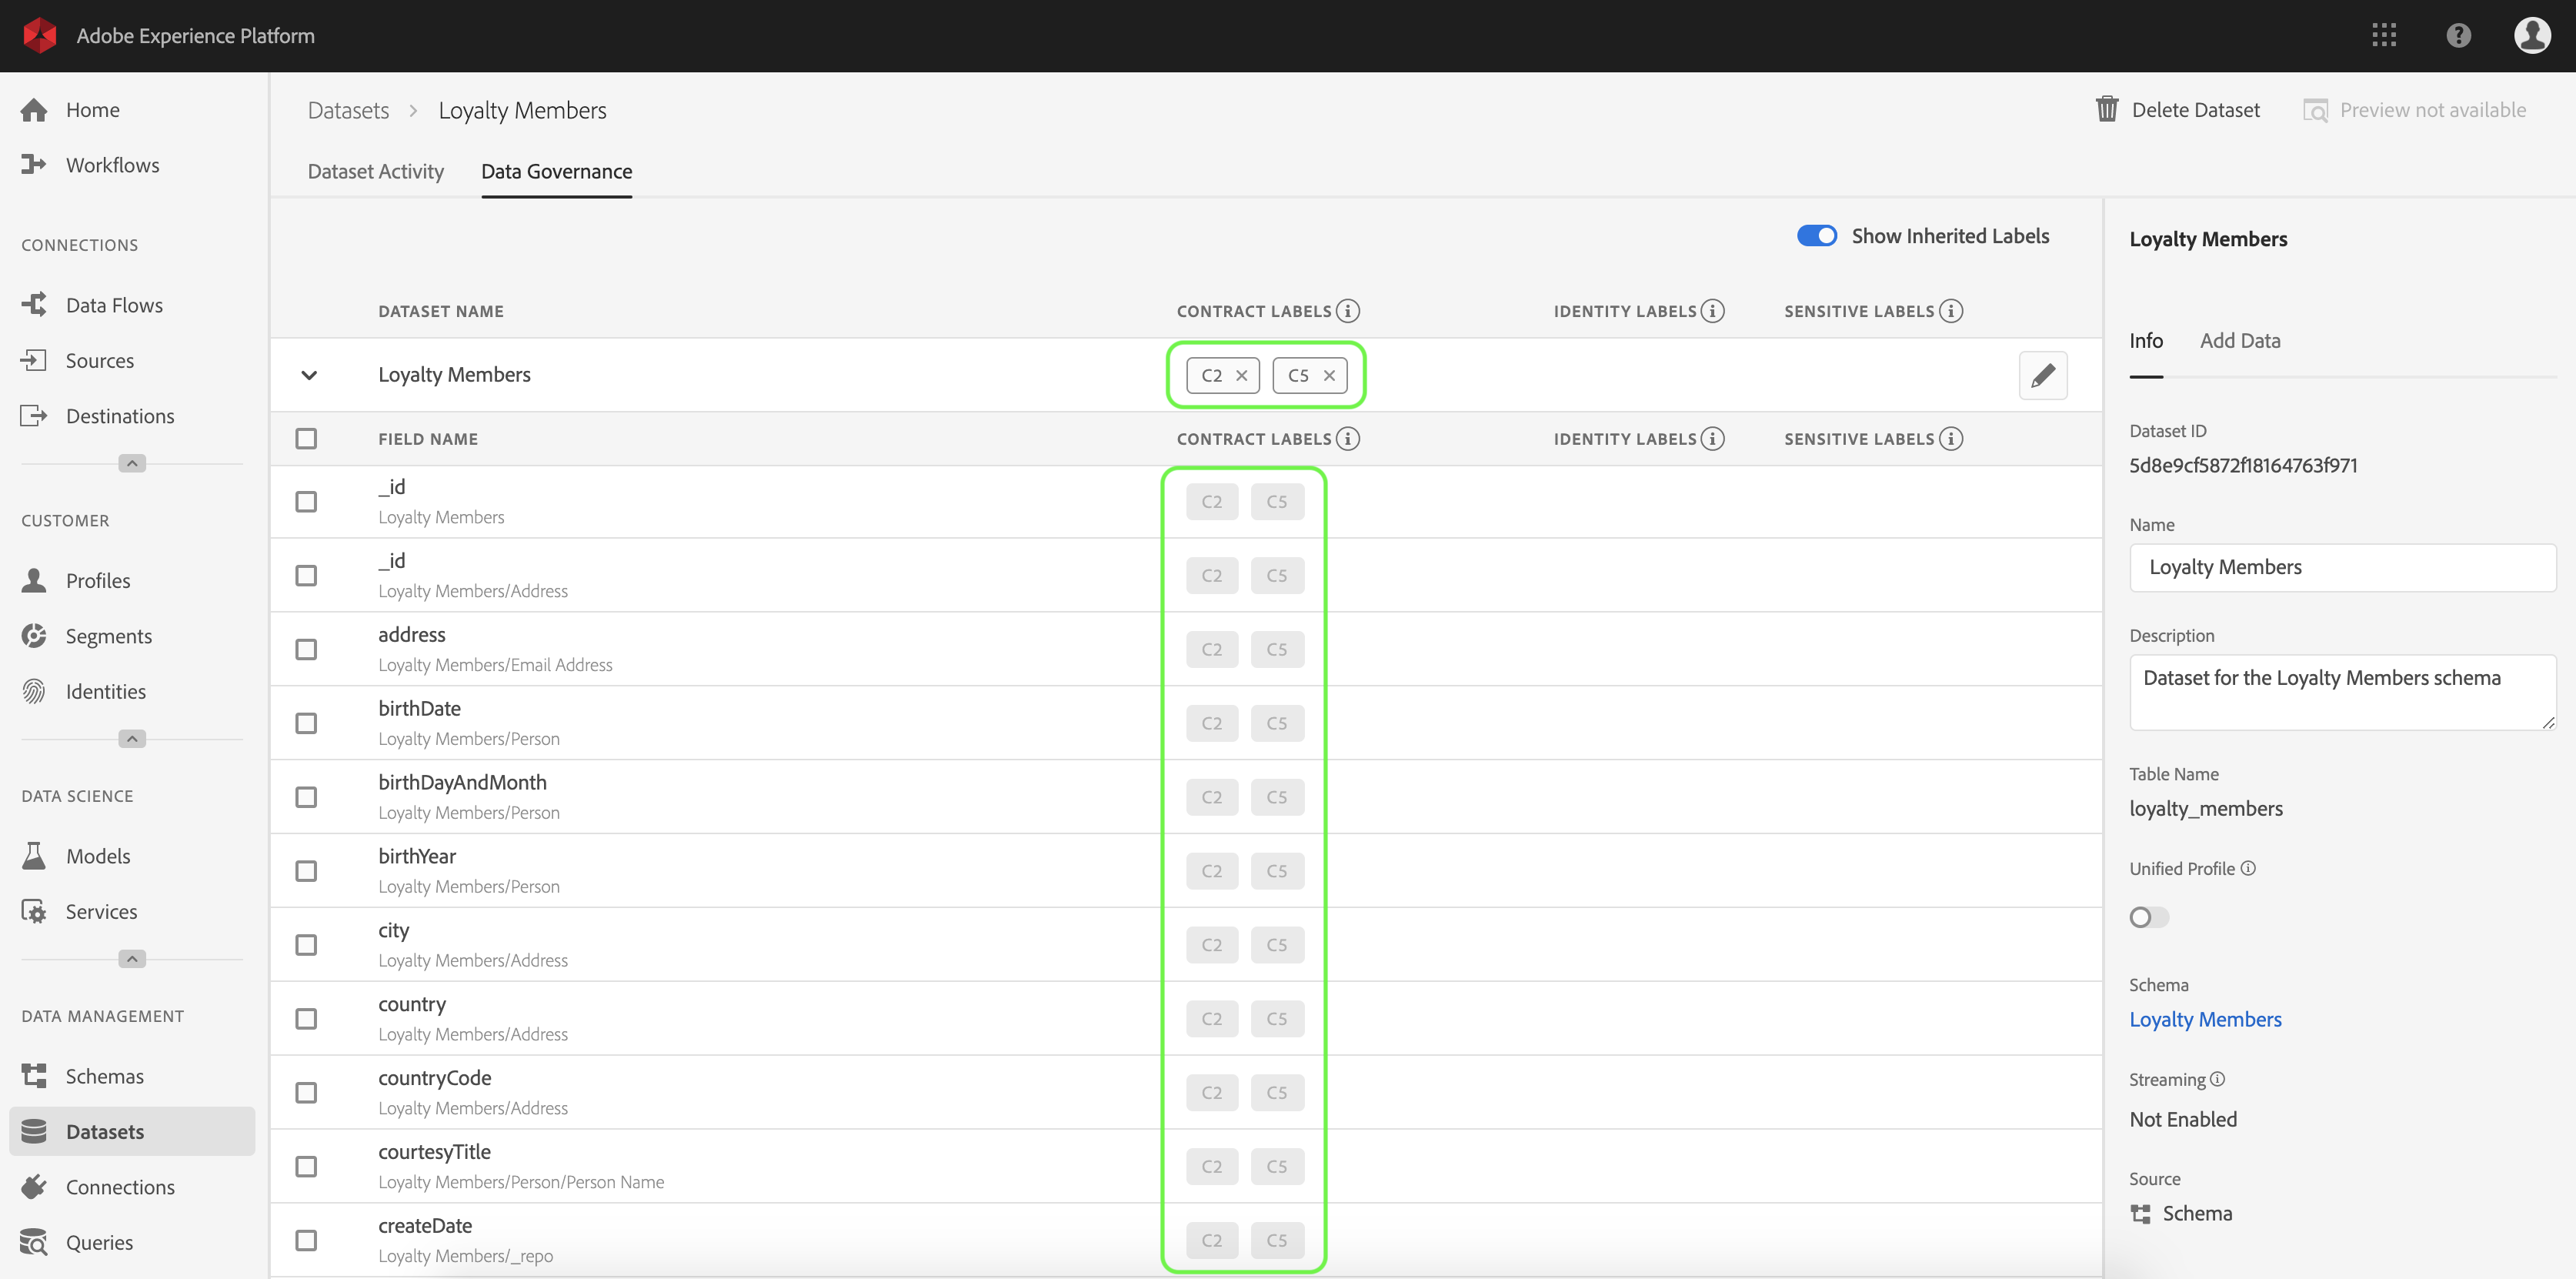 Adobe Experience Platform
Home
Workflows
CONNECTIONS
Data Flows
Sources
Destinations
CUSTOMER
Profiles
Segments
Identities
DATA SCIENCE
Models
Services
DATA MANAGEMENT
Schemas
Datasets
Connections
Queries
Datasets > Loyalty Members
Delete Dataset
Preview not available
Dataset Activity Data Governance
Show Inherited Labels
DATASET NAME CONTRACT LABELS IDENTITY LABELS SENSITIVE LABELS
Loyalty Members C2 C5
FIELD NAME CONTRACT LABELS IDENTITY LABELS SENSITIVE LABELS
_id C2 C5
Loyalty Members
_id C2 C5
Loyalty Members/Address
address C2 C5
Loyalty Members/Email Address
birthDate C2 C5
Loyalty Members/Person
birthDayAndMonth C2 C5
Loyalty Members/Person
birthYear C2 C5
Loyalty Members/Person
city C2 C5
Loyalty Members/Address
country C2 C5
Loyalty Members/Address
countryCode C2 C5
Loyalty Members/Address
courtesyTitle C2 C5
Loyalty Members/Person/Person Name
createDate C2 C5
Loyalty Members/_repo
Loyalty Members
Info Add Data
Dataset ID
5d8e9cf5872f18164763f971
Name
Loyalty Members
Description
Dataset for the Loyalty Members schema
Table Name
loyalty_members
Unified Profile
Schema
Loyalty Members
Streaming
Not Enabled
Source
Schema